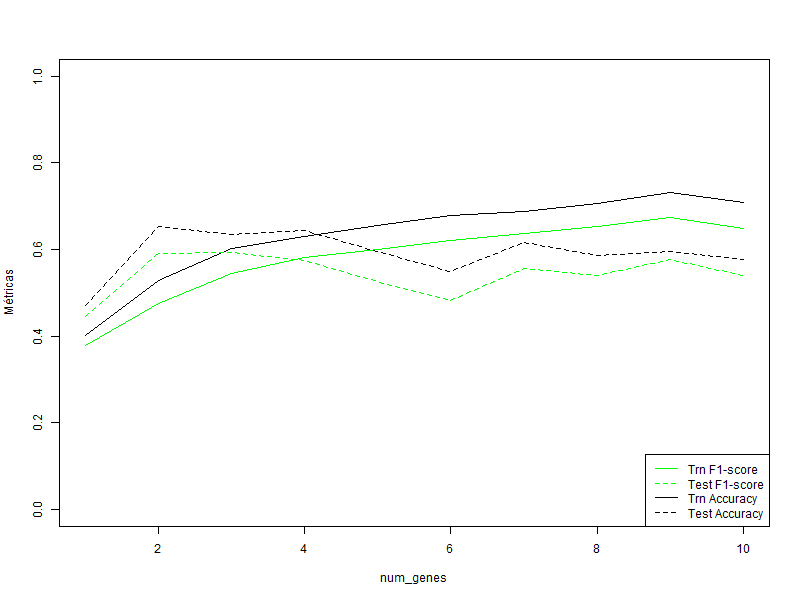 1.0
0.8
0.6
0.4
0.2
0.0
Métricas
2
4
6
8
10
num_genes
Trn F1-score
Test F1-score
Trn Accuracy
Test Accuracy